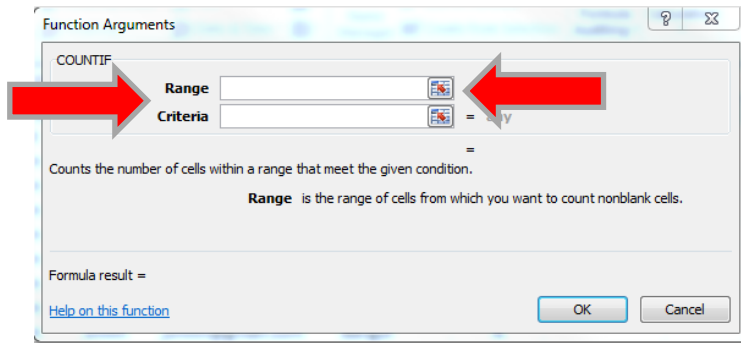 Function Arguments
COUNTIF
Range
Criteria
=
=
Counts the number of cells within a range that meet the given condition.
Range is the range of cells from which you want to count nonblank cells.
Formula result =
Help on this function
OK
Cancel